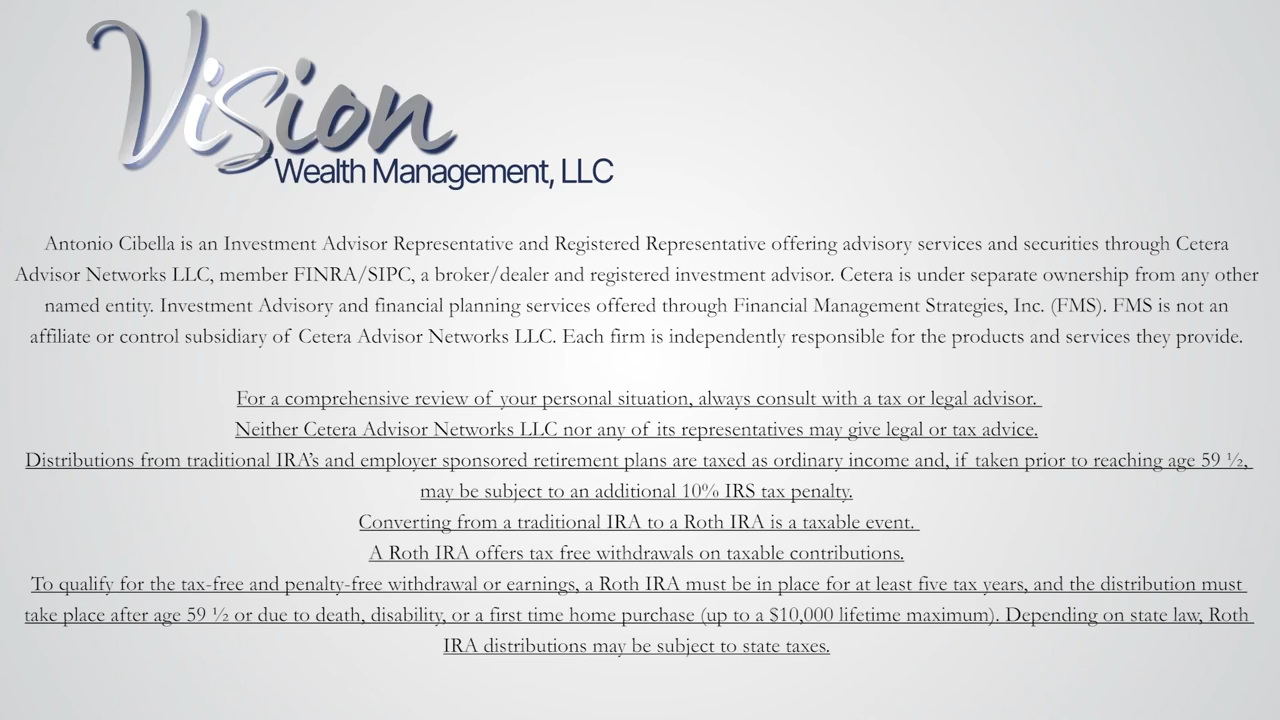 Vision
Wealth Management, LLC
Antonio Cibella is an Investment Advisor Representative and Registered Representative offering advisory services and securities through Cetera
Advisor Networks LLC, member FINRA/SIPC, a broker/dealer and registered investment advisor. Cetera is under separate ownership from any other
named entity. Investment Advisory and financial planning services offered through Financial Management Strategies, Inc. (FMS). FMS is not an
affiliate or control subsidiary of Cetera Advisor Networks LLC. Each firm is independently responsible for the products and services they provide.
For a comprehensive review of your personal situation, always consult with a tax or legal advisor.
Neither Cetera Advisor Networks LLC nor any of its representatives may give legal or tax advice.
Distributions from traditional IRA’s and employer sponsored retirement plans are taxed as ordinary income and, if taken prior to reaching age 59 ½,
may be subject to an additional 10% IRS tax penalty.
Converting from a traditional IRA to a Roth IRA is a taxable event.
A Roth IRA offers tax free withdrawals on taxable contributions.
To qualify for the tax-free and penalty-free withdrawal or earnings, a Roth IRA must be in place for at least five tax years, and the distribution must
take place after age 59 ½ or due to death, disability, or a first time home purchase (up to a $10,000 lifetime maximum). Depending on state law, Roth
IRA distributions may be subject to state taxes.